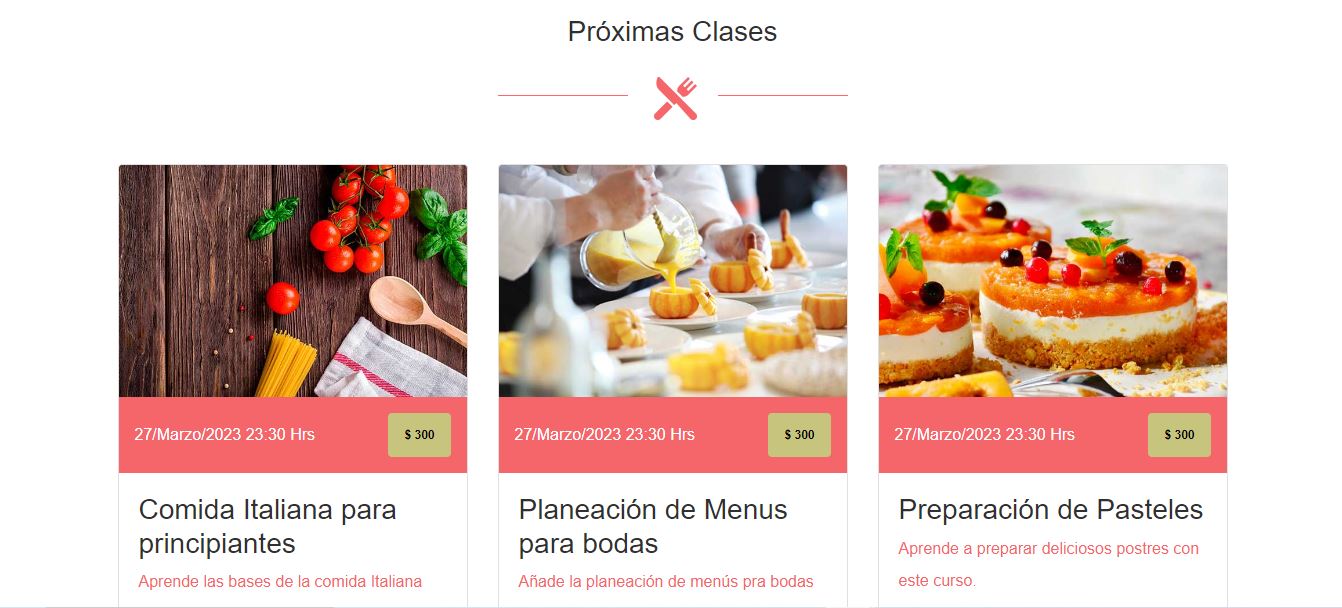 Próximas Clases
27/Marzo/2023 23:30 Hrs
$ 300
Comida Italiana para
principiantes
Aprende las bases de la comida Italiana
27/Marzo/2023 23:30 Hrs
$ 300
Planeación de Menus
para bodas
Añade la planeación de menús pra bodas
27/Marzo/2023 23:30 Hrs
$ 300
Preparación de Pasteles
Aprende a preparar deliciosos postres con
este curso.